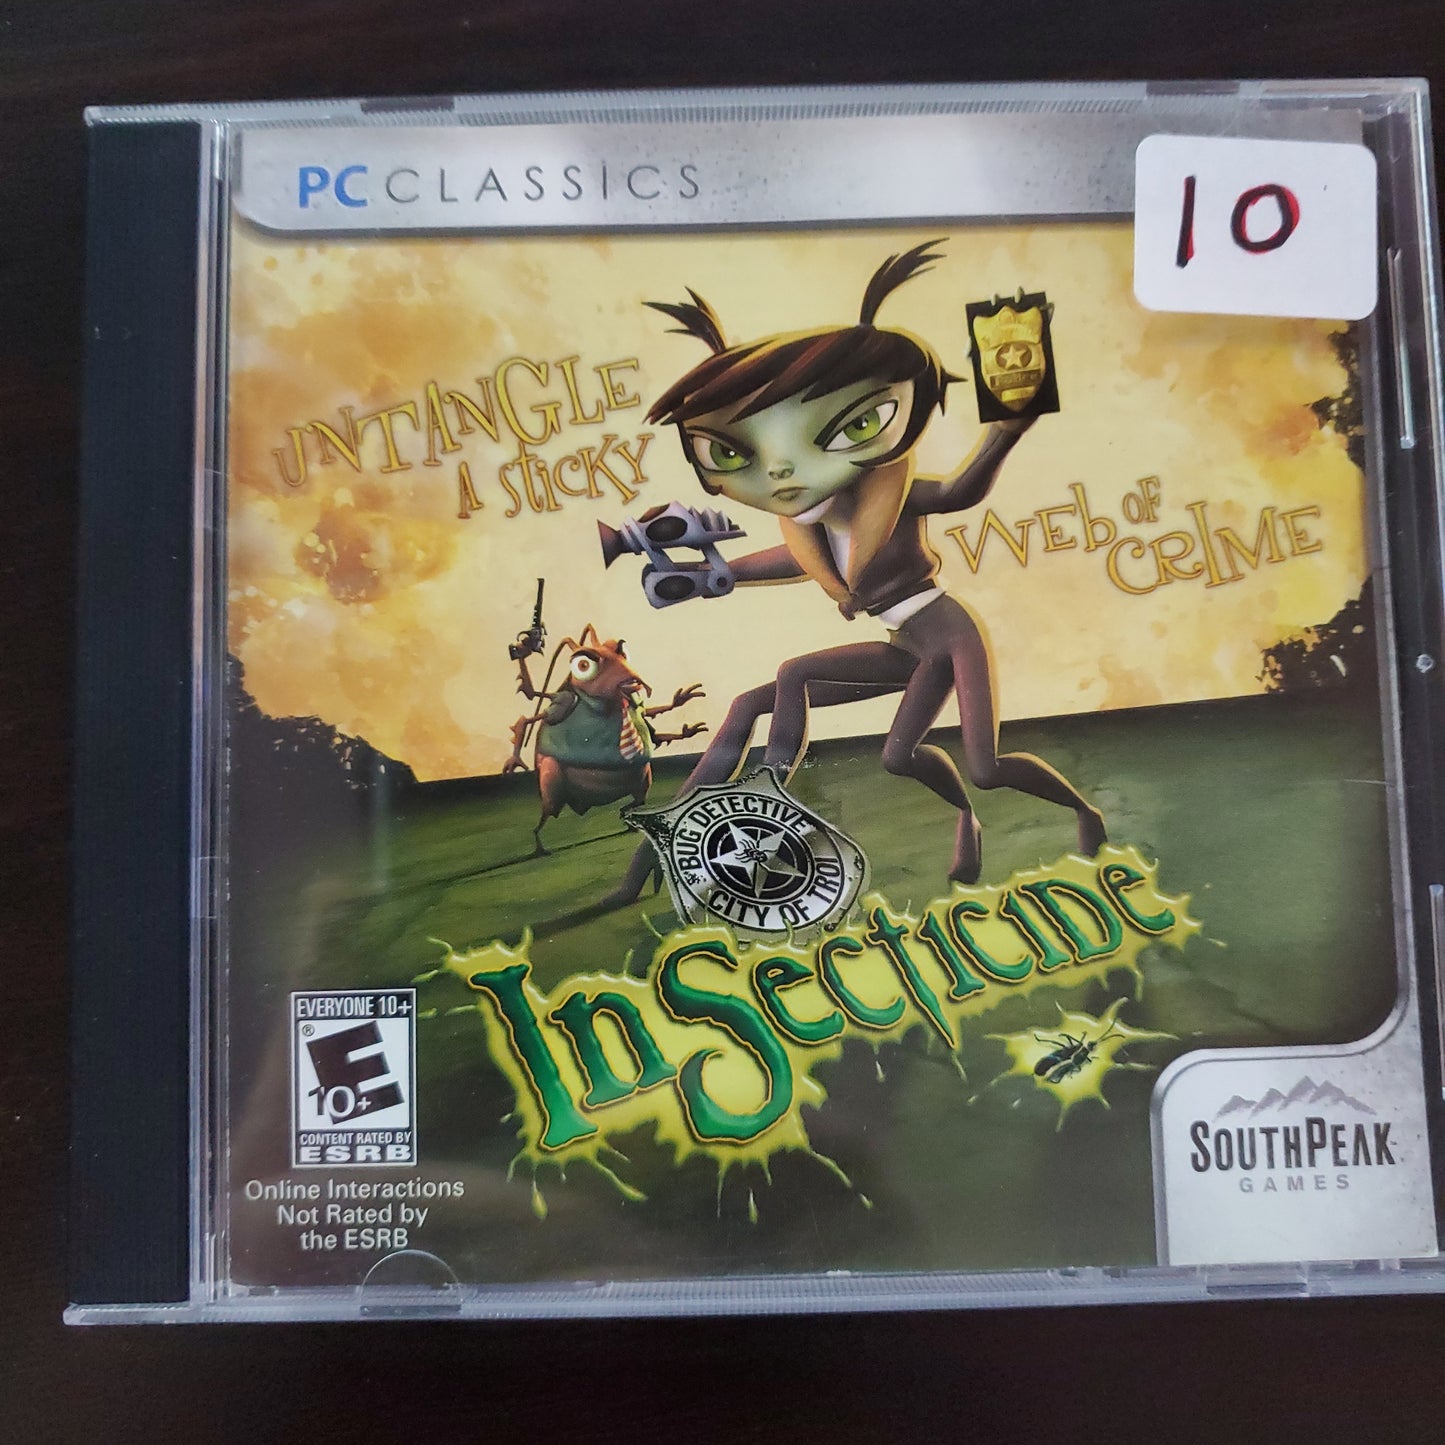 PC CLASSICS
10
UNTANGLE
A STICKY
WEB OF
CRIME
BUG DETECTIVE
CITY OF TROI
InSecticide
EVERYONE 10+
®
E
10+
CONTENT RATED BY
ESRB
Online Interactions
Not Rated by
the ESRB
SOUTHPEAK
GAMES